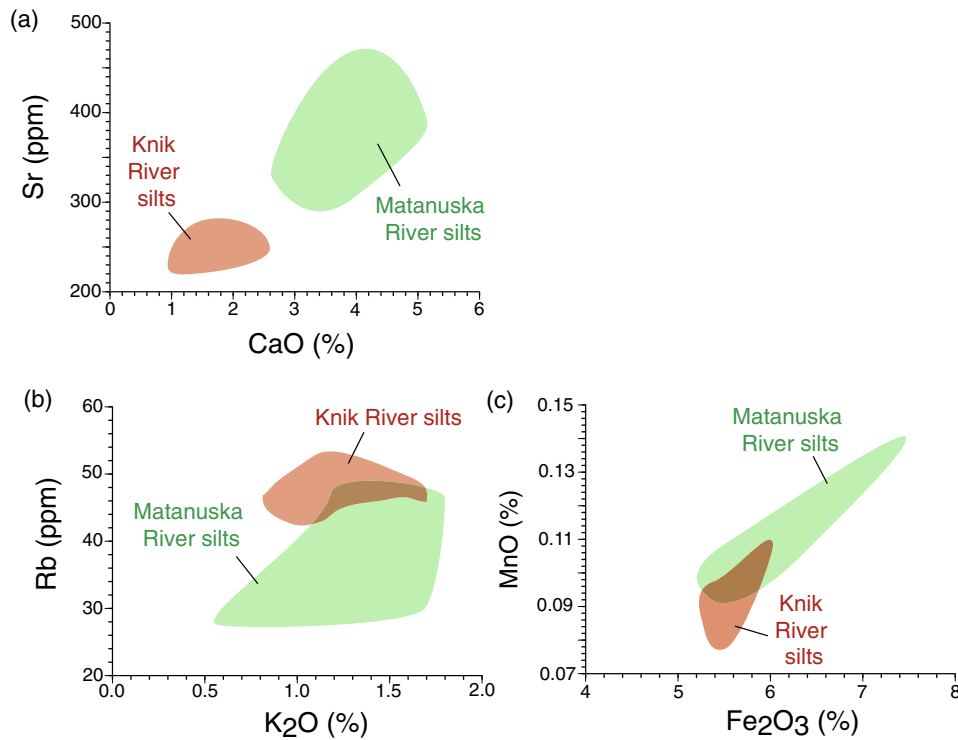 (a)
500
400
300
200
Sr (ppm)
Knik
River
silts
Matanuska
River silts
0 1 2 3 4 5 6
CaO (%)
(b)
60
50
40
30
20
Rb (ppm)
Knik River silts
Matanuska
River silts
0.0 0.5 1.0 1.5 2.0
K2O (%)
(c)
0.15
0.13
0.11
0.09
0.07
MnO (%)
Matanuska
River silts
Knik
River
silts
4 5 6 7 8
Fe2O3 (%)